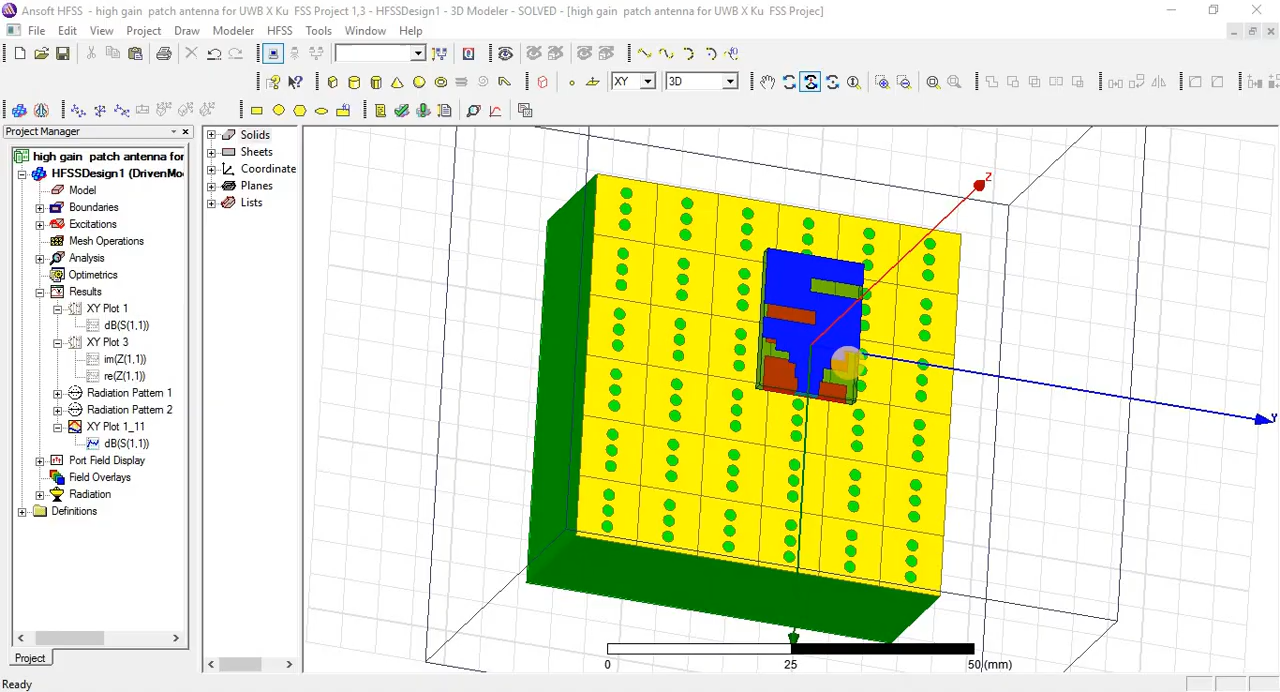 Ansoft HFSS - high gain patch antenna for UWB X Ku FSS Project 1,3 - HFSSDesign1 - 3D Modeler - SOLVED - [high gain patch antenna for UWB X Ku FSS Projec]
File Edit View Project Draw Modeler HFSS Tools Window Help
XY 3D
Project Manager
high gain patch antenna for
HFSSDesign1 (DrivenMo
Model
Boundaries
Excitations
Mesh Operations
Analysis
Optimetrics
Results
XY Plot 1
dB(S(1,1))
XY Plot 3
im(Z(1,1))
re(Z(1,1))
Radiation Pattern 1
Radiation Pattern 2
XY Plot 1_11
dB(S(1,1))
Port Field Display
Field Overlays
Radiation
Definitions
Project
Solids
Sheets
Coordinate
Planes
Lists
Z
Y
0 25 50 (mm)
Ready